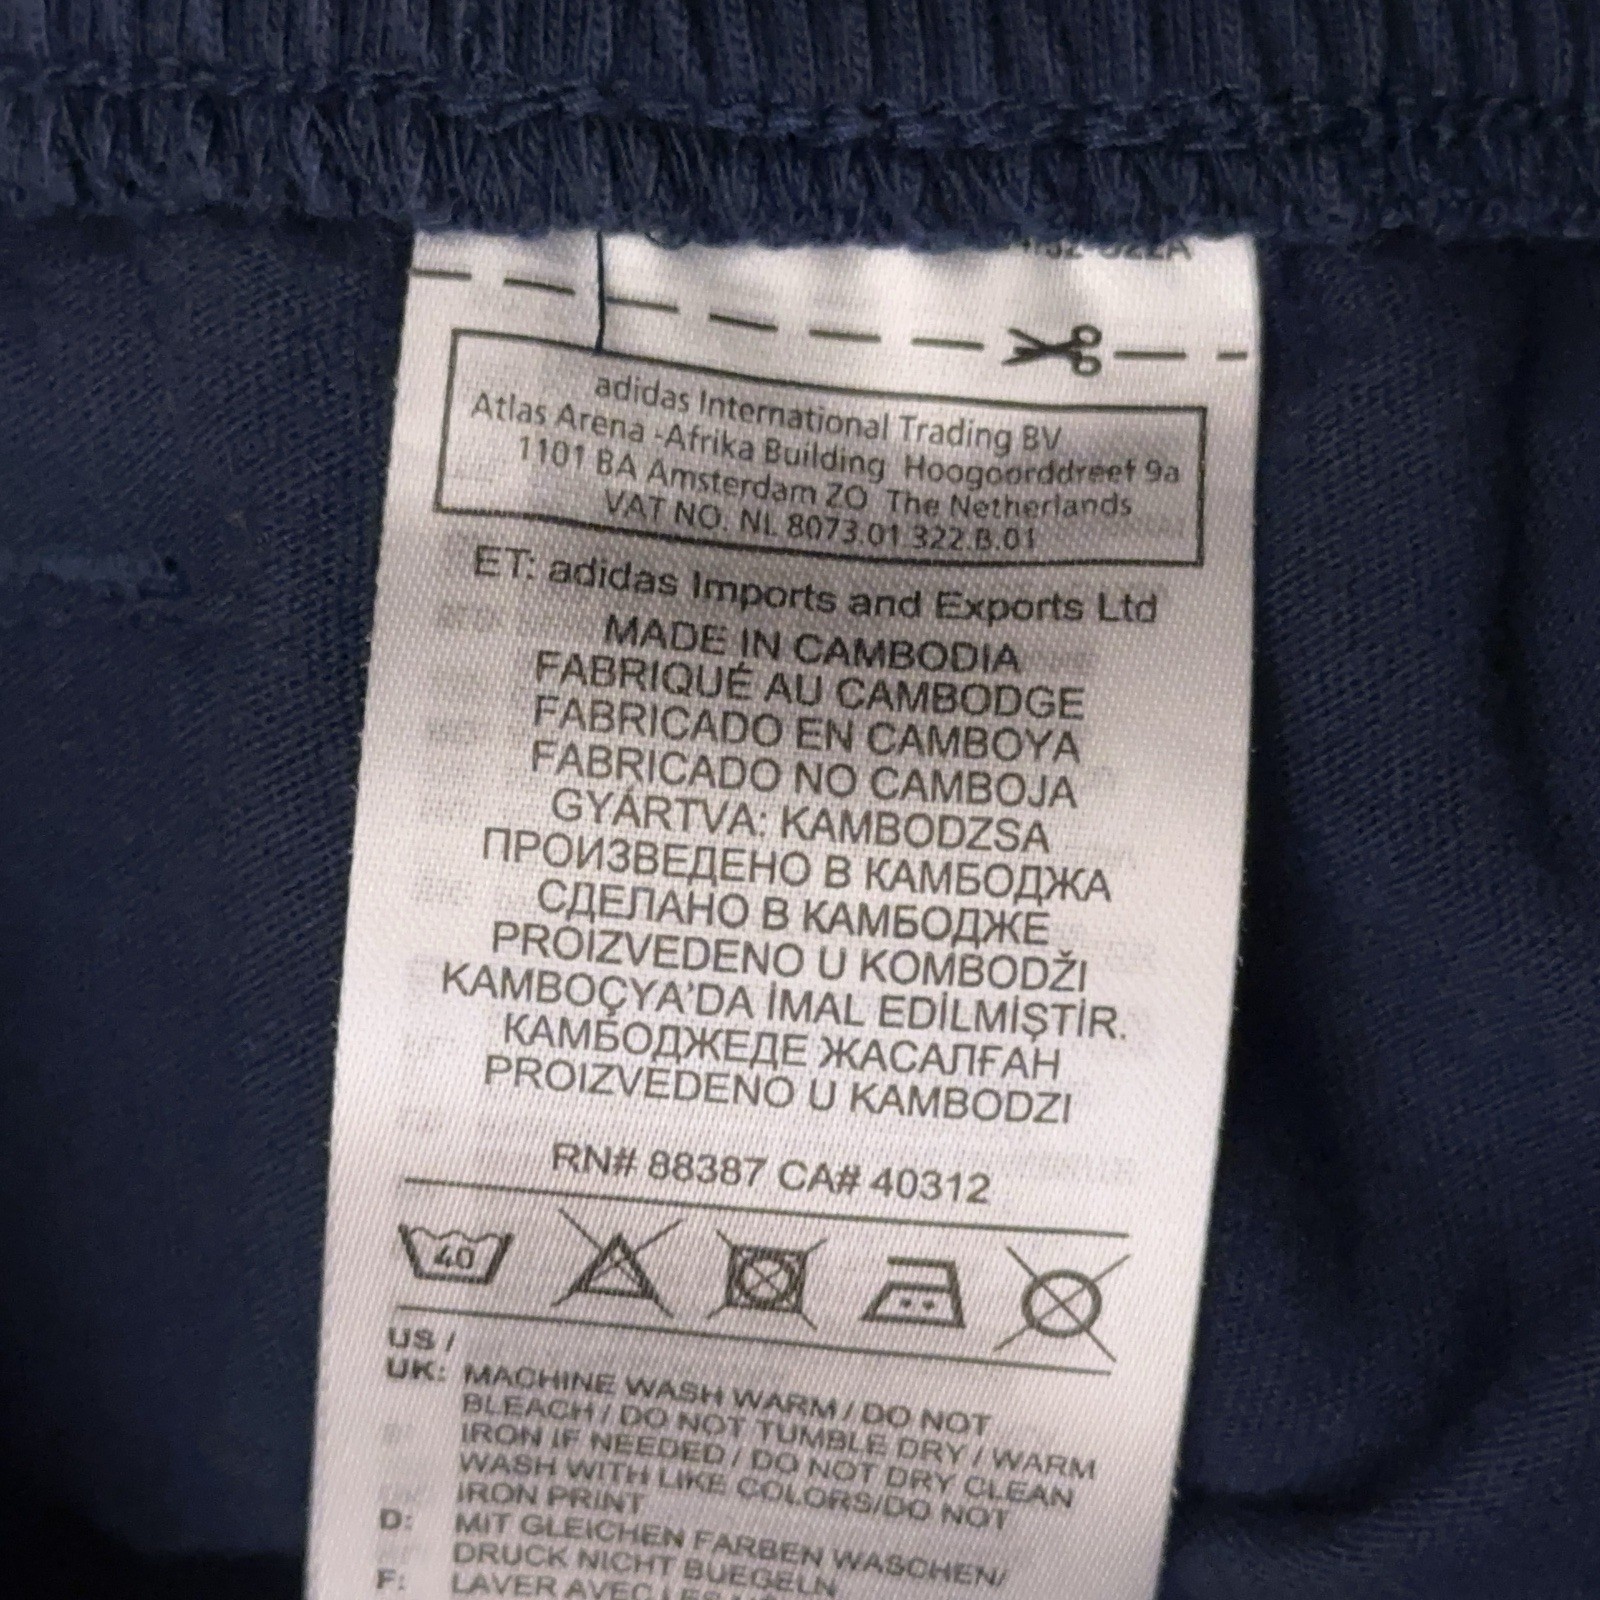 adidas International Trading BV
Atlas Arena -Afrika Building Hoogoorddreef 9a
1101 BA Amsterdam ZO The Netherlands
VAT NO. NL 8073.01.322.B.01
ET: adidas Imports and Exports Ltd
MADE IN CAMBODIA
FABRIQUÉ AU CAMBODGE
FABRICADO EN CAMBOYA
FABRICADO NO CAMBOJA
GYÁRTVA: KAMBODZSA
ПРОИЗВЕДЕНО В КАМБОДЖА
СДЕЛАНО В КАМБОДЖЕ
PROIZVEDENO U KOMBODŽI
KAMBOÇYA'DA İMAL EDİLMİŞTİR.
КАМБОДЖЕДЕ ЖАСАЛҒАН
PROIZVEDENO U KAMBODZI
RN# 88387 CA# 40312
40
US /
UK: MACHINE WASH WARM / DO NOT
BLEACH / DO NOT TUMBLE DRY / WARM
IRON IF NEEDED / DO NOT DRY CLEAN
WASH WITH LIKE COLORS/DO NOT
IRON PRINT
D: MIT GLEICHEN FARBEN WASCHEN/
DRUCK NICHT BUEGELN
F: LAVER AVEC LES